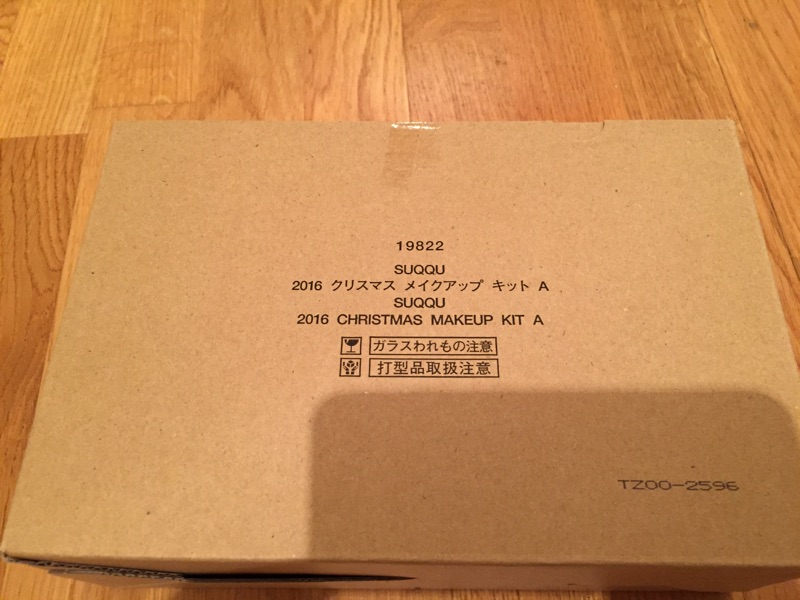 19822
SUQQU
2016 クリスマス メイクアップ キット A
SUQQU
2016 CHRISTMAS MAKEUP KIT A
ガラスわれもの注意
打型品取扱注意
TZ00-2596